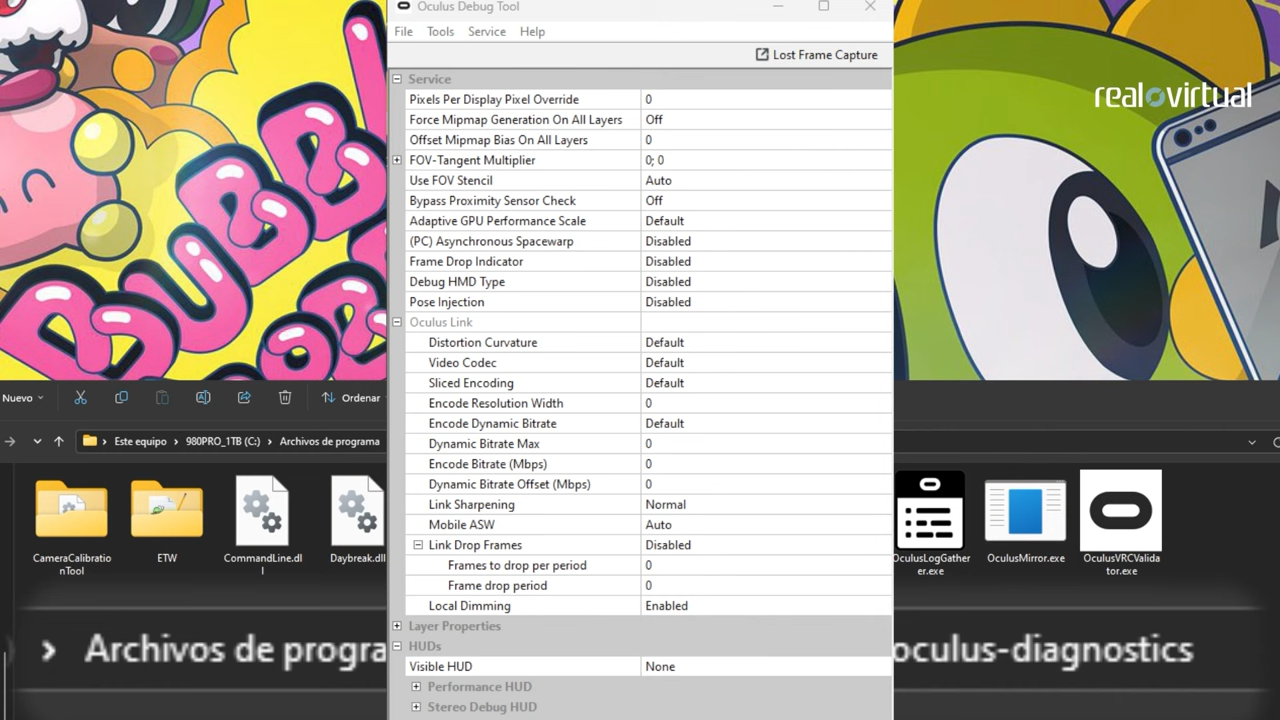 Oculus Debug Tool
File Tools Service Help
Lost Frame Capture
realovirtual
BUBBL
Service
Pixels Per Display Pixel Override 0
Force Mipmap Generation On All Layers Off
Offset Mipmap Bias On All Layers 0
FOV-Tangent Multiplier 0; 0
Use FOV Stencil Auto
Bypass Proximity Sensor Check Off
Adaptive GPU Performance Scale Default
(PC) Asynchronous Spacewarp Disabled
Frame Drop Indicator Disabled
Debug HMD Type Disabled
Pose Injection Disabled
Oculus Link
Distortion Curvature Default
Video Codec Default
Sliced Encoding Default
Encode Resolution Width 0
Encode Dynamic Bitrate Default
Dynamic Bitrate Max 0
Encode Bitrate (Mbps) 0
Dynamic Bitrate Offset (Mbps) 0
Link Sharpening Normal
Mobile ASW Auto
Link Drop Frames Disabled
Frames to drop per period 0
Frame drop period 0
Local Dimming Enabled
Layer Properties
HUDs
Visible HUD None
Performance HUD
Stereo Debug HUD
Nuevo Ordenar
Este equipo > 980PRO_1TB (C:) > Archivos de programa
CameraCalibratio
nTool
ETW
CommandLine.dl
l
Daybreak.dll
OculusLogGather
er.exe
OculusMirror.exe
OculusVRCValida
tor.exe
> Archivos de progra
oculus-diagnostics